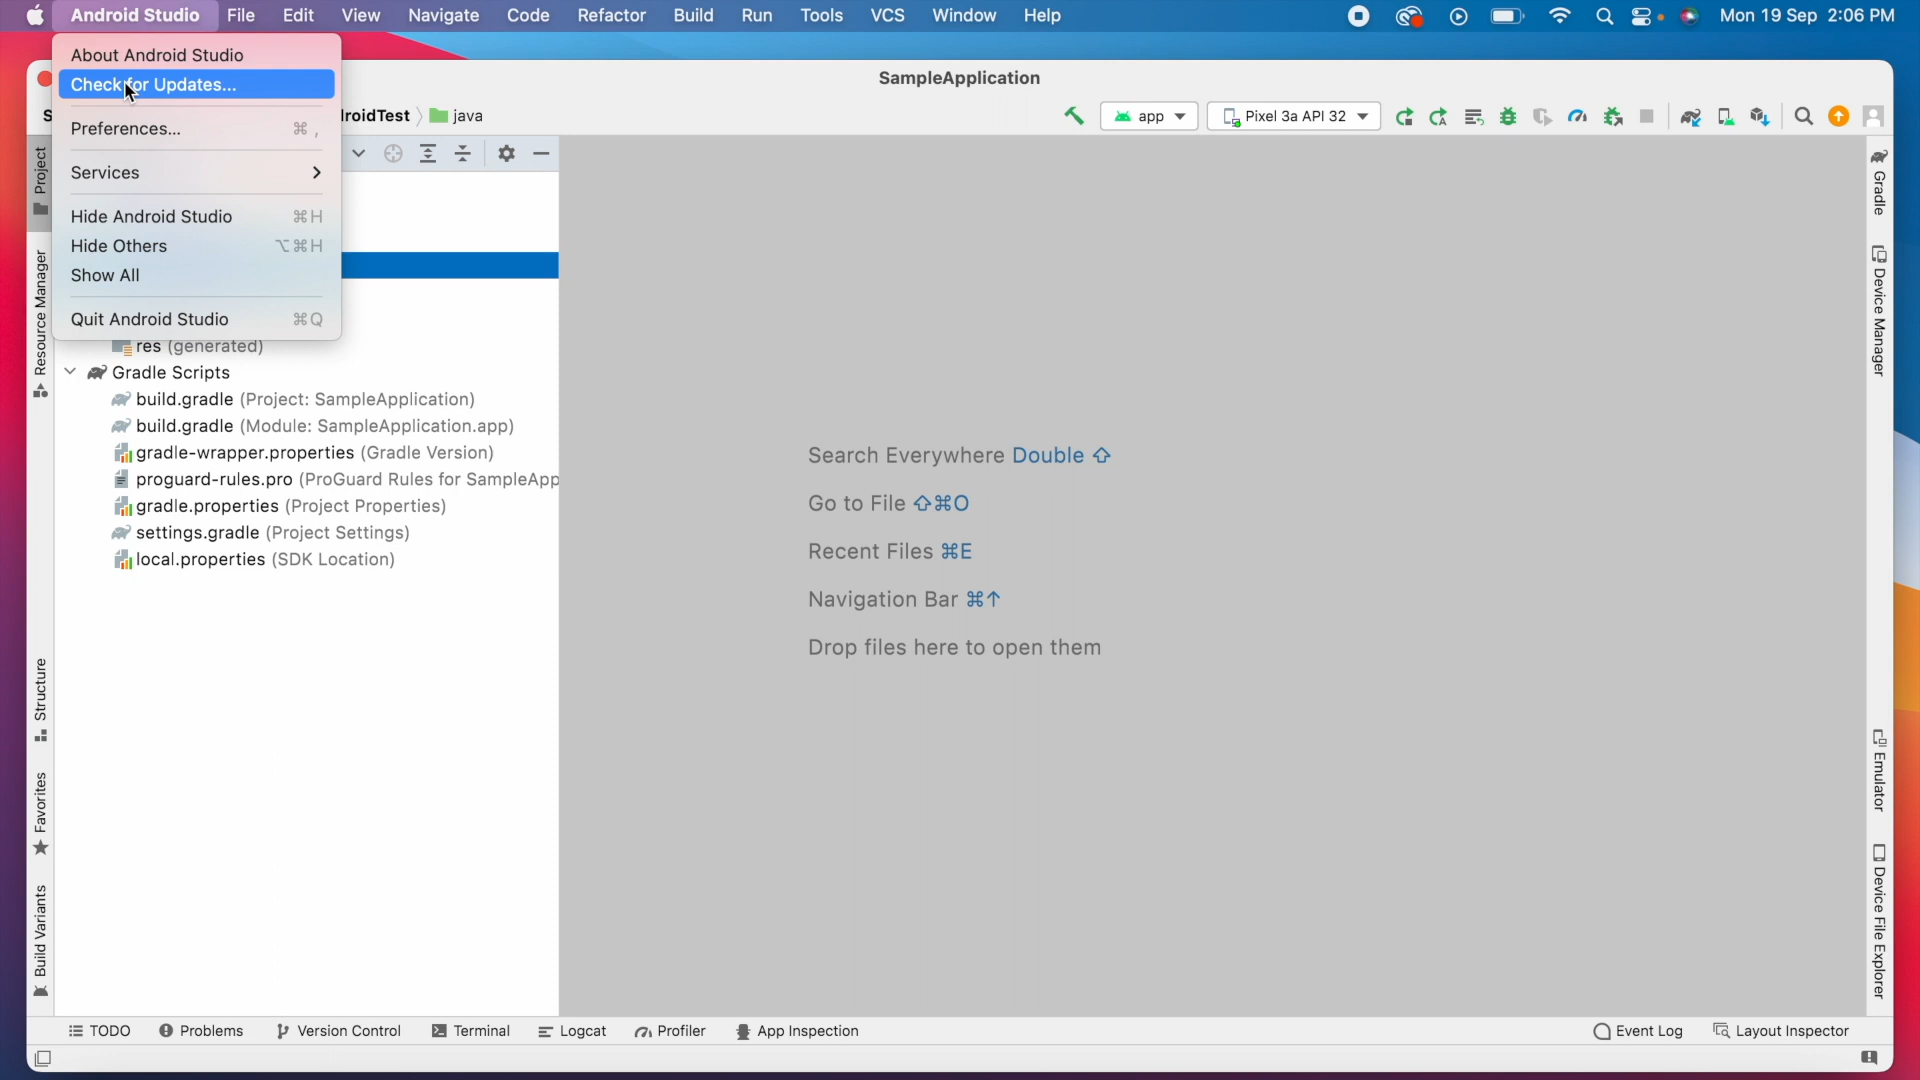 Android Studio File Edit View Navigate Code Refactor Build Run Tools VCS Window Help Mon 19 Sep 2:06 PM
About Android Studio
Check for Updates...
Preferences... ⌘ ,
Services
Hide Android Studio ⌘H
Hide Others ⌥⌘H
Show All
Quit Android Studio ⌘Q
SampleApplication
java
app
Pixel 3a API 32
res (generated)
Gradle Scripts
build.gradle (Project: SampleApplication)
build.gradle (Module: SampleApplication.app)
gradle-wrapper.properties (Gradle Version)
proguard-rules.pro (ProGuard Rules for SampleApp
gradle.properties (Project Properties)
settings.gradle (Project Settings)
local.properties (SDK Location)
Search Everywhere Double ⇧
Go to File ⇧⌘O
Recent Files ⌘E
Navigation Bar ⌘↑
Drop files here to open them
Project
Resource Manager
Structure
Favorites
Build Variants
Gradle
Device Manager
Emulator
Device File Explorer
TODO Problems Version Control Terminal Logcat Profiler App Inspection Event Log Layout Inspector